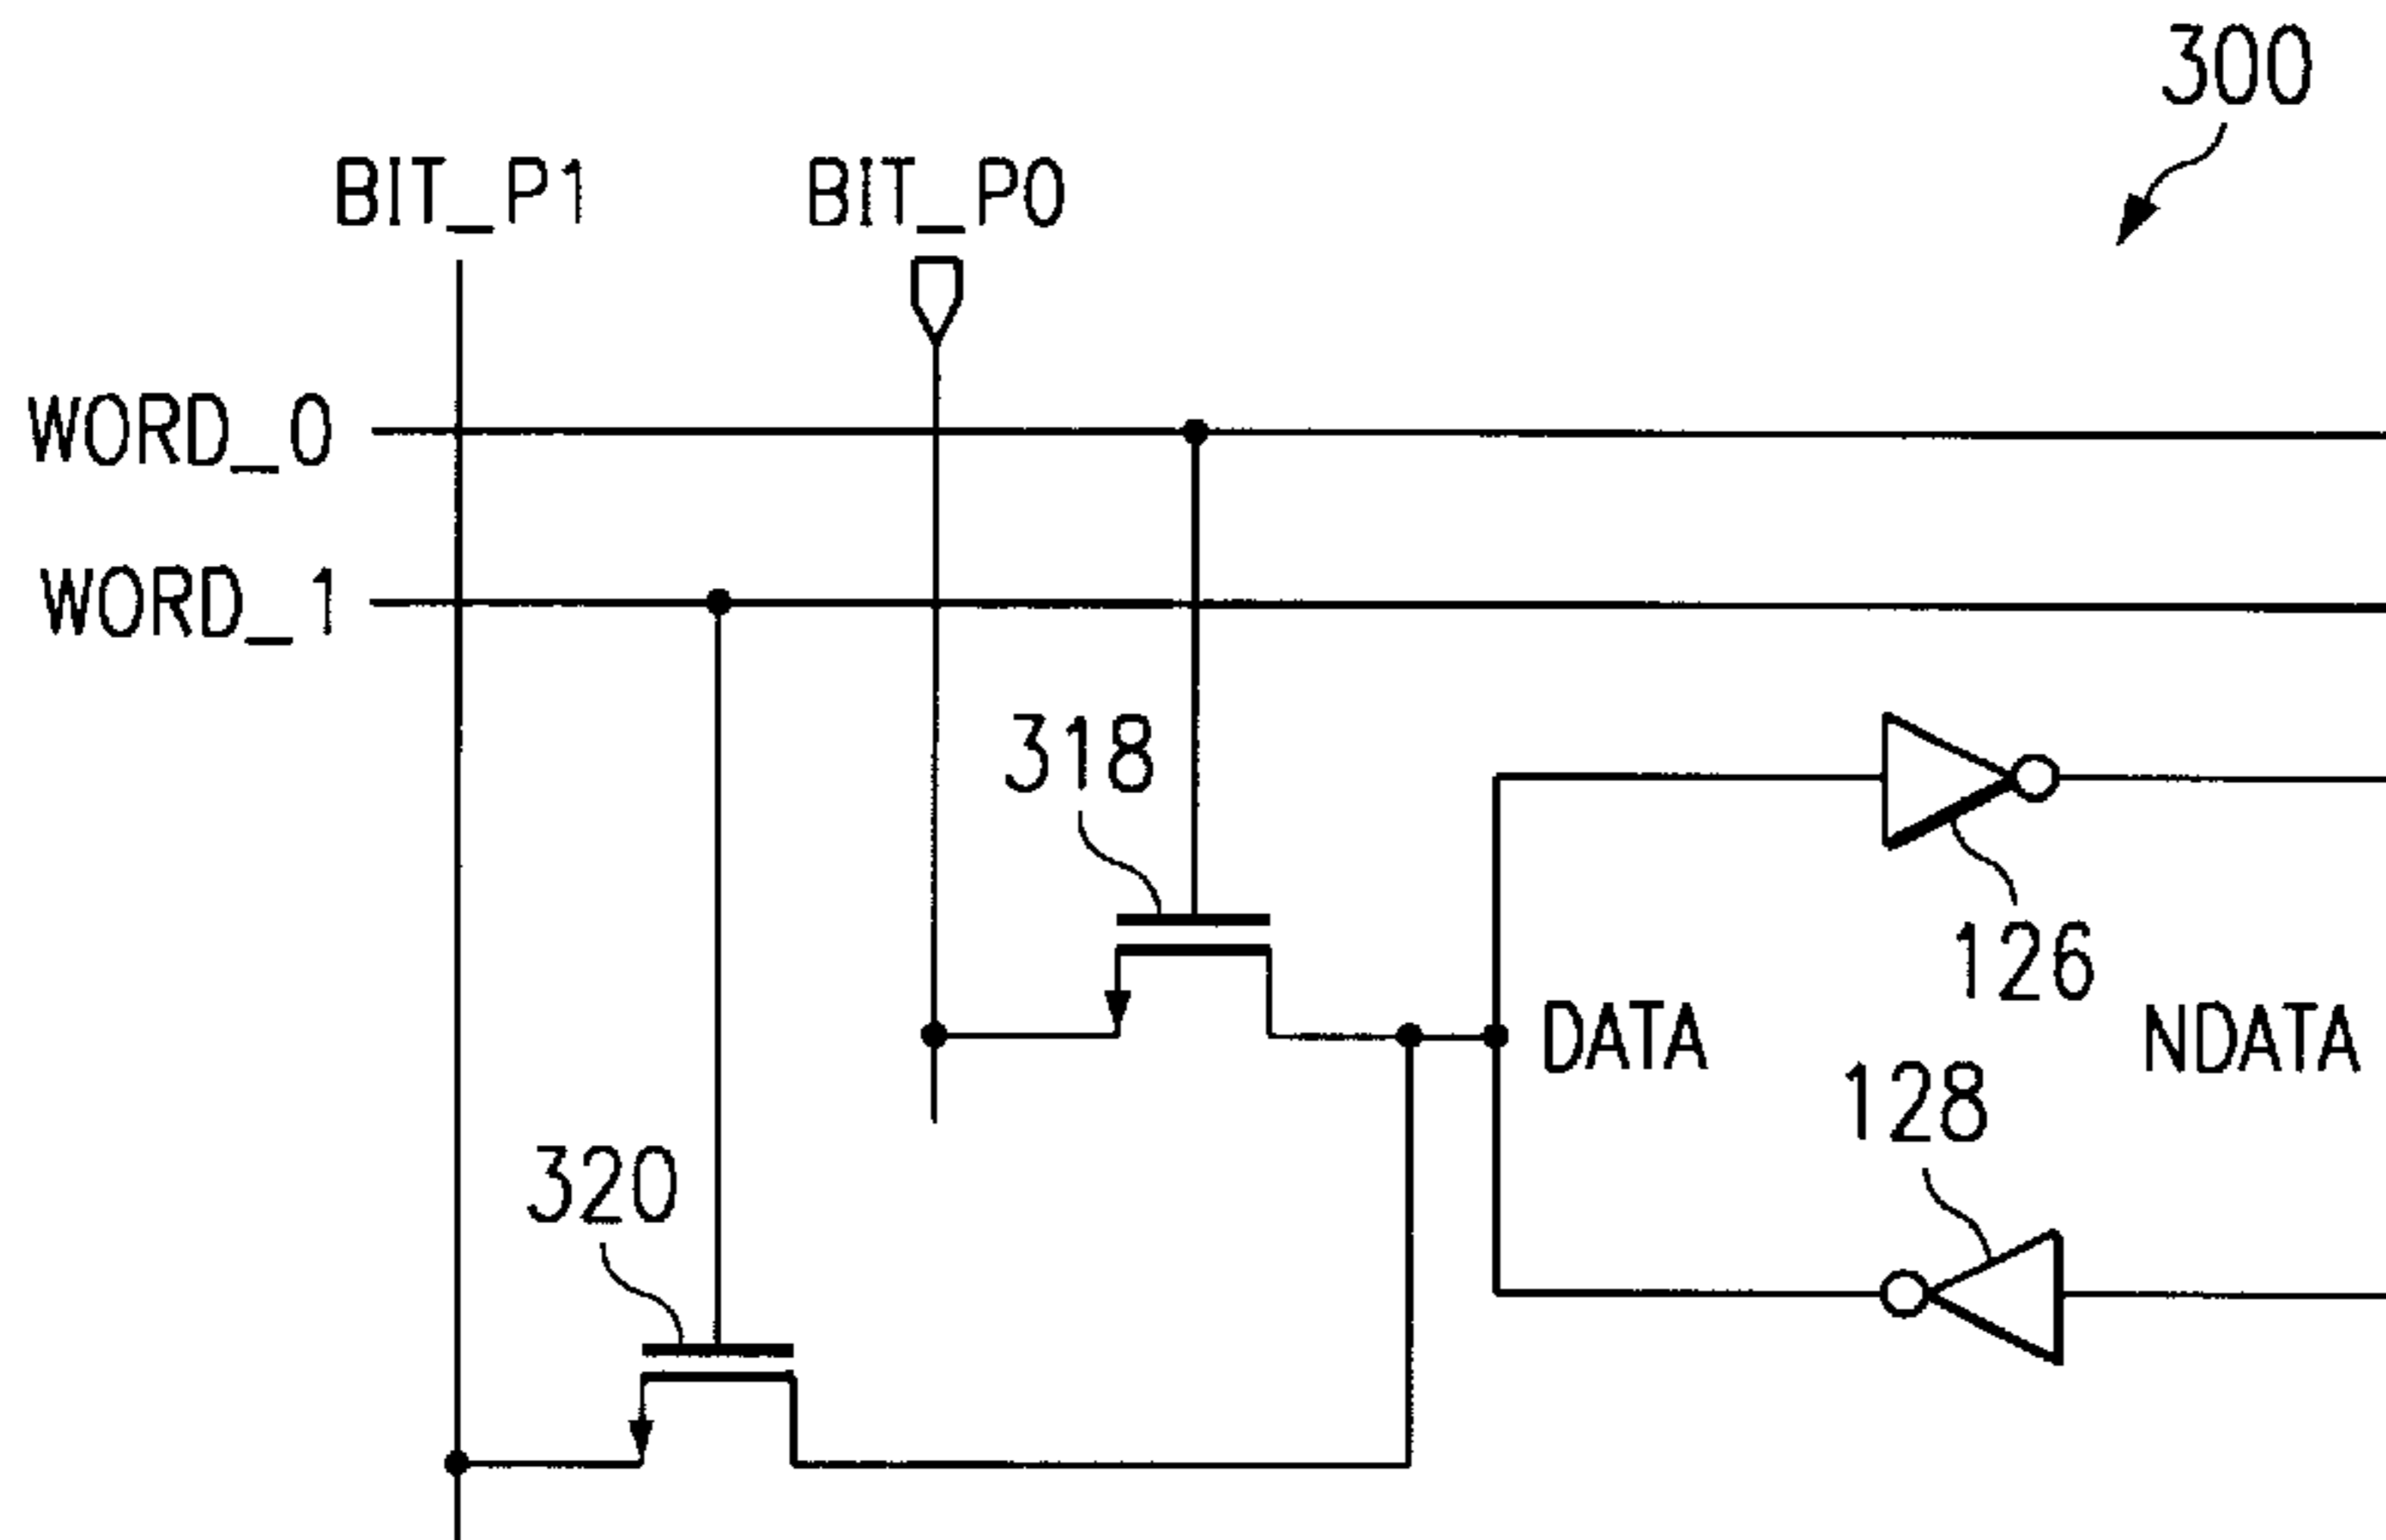 300
BIT_P1 BIT_P0
WORD_0
WORD_1
318
126
DATA NDATA
128
320